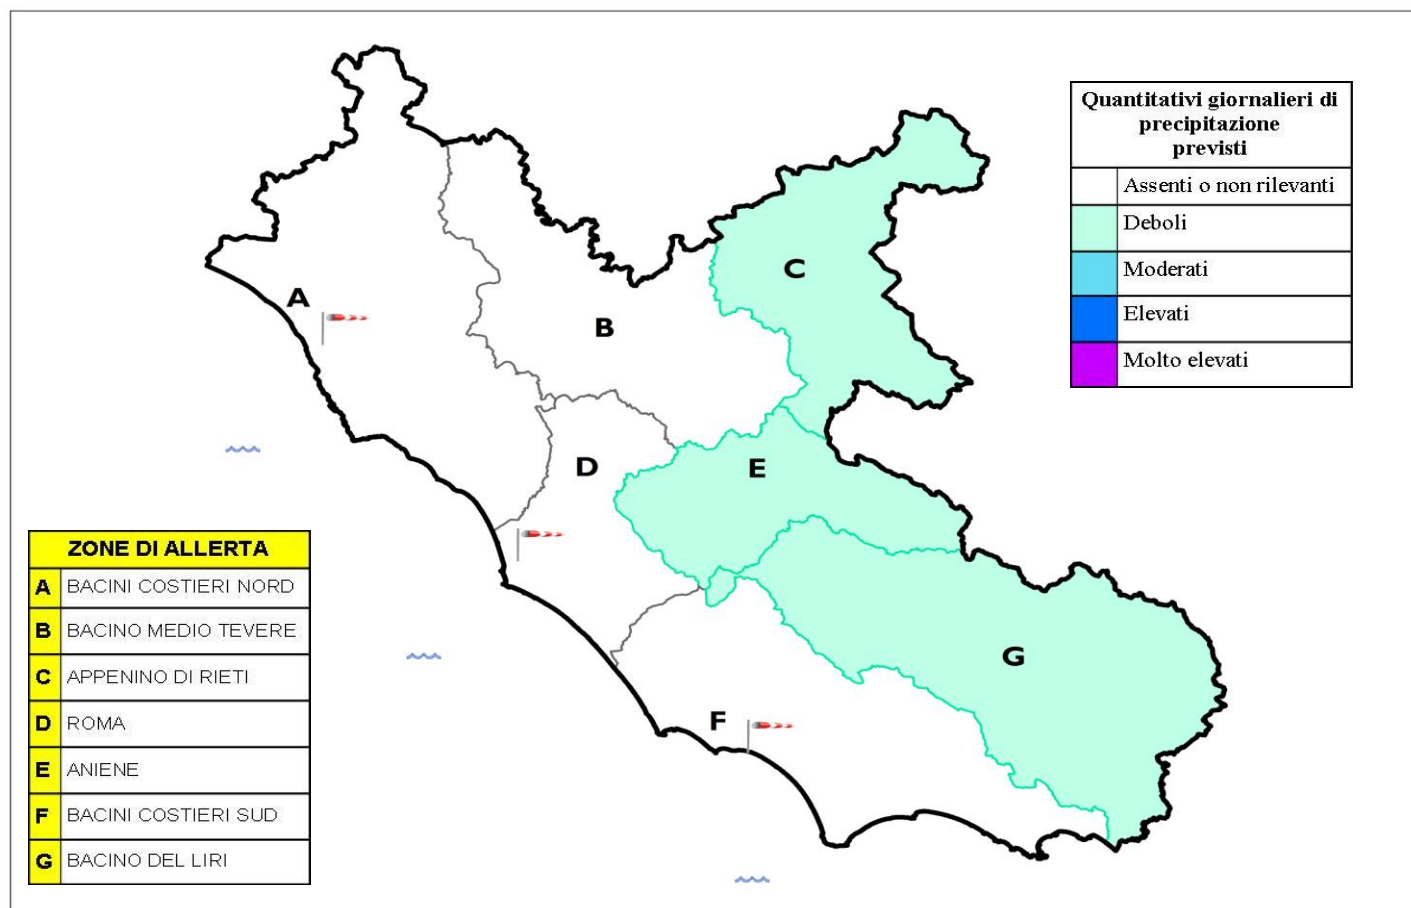 Quantitativi giornalieri di
precipitazione
previsti
Assenti o non rilevanti
Deboli
Moderati
Elevati
Molto elevati
C
A
B
D
E
G
F
ZONE DI ALLERTA
A BACINI COSTIERI NORD
B BACINO MEDIO TEVERE
C APPENINO DI RIETI
D ROMA
E ANIENE
F BACINI COSTIERI SUD
G BACINO DEL LIRI